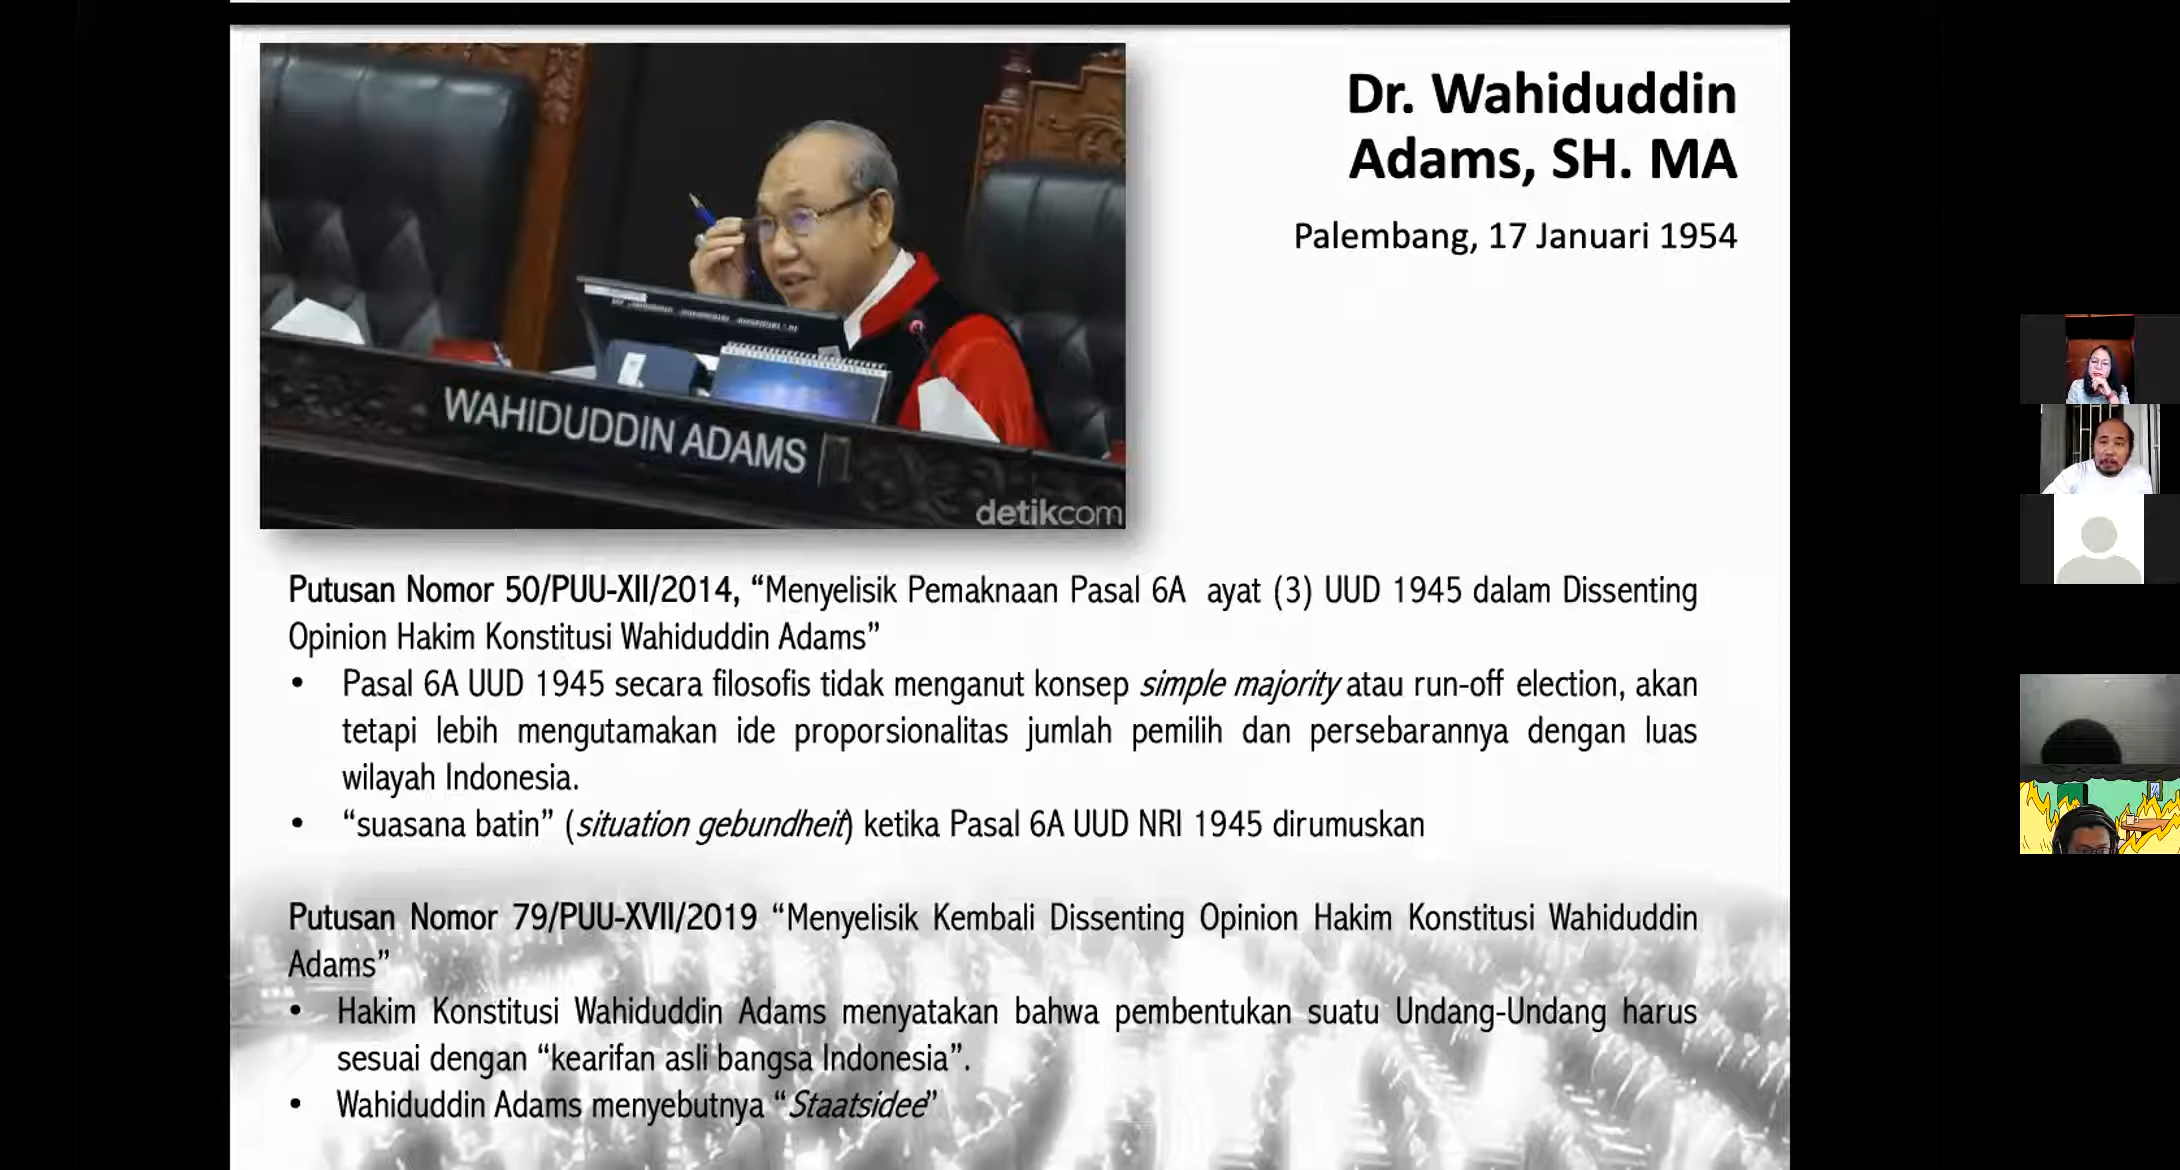 Dr. Wahiduddin
Adams, SH. MA
Palembang, 17 Januari 1954
WAHIDUDDIN ADAMS
detikcom
Putusan Nomor 50/PUU-XII/2014, “Menyelisik Pemaknaan Pasal 6A ayat (3) UUD 1945 dalam Dissenting
Opinion Hakim Konstitusi Wahiduddin Adams”
• Pasal 6A UUD 1945 secara filosofis tidak menganut konsep simple majority atau run-off election, akan
tetapi lebih mengutamakan ide proporsionalitas jumlah pemilih dan persebarannya dengan luas
wilayah Indonesia.
• “suasana batin” (situation gebundheit) ketika Pasal 6A UUD NRI 1945 dirumuskan
Putusan Nomor 79/PUU-XVII/2019 “Menyelisik Kembali Dissenting Opinion Hakim Konstitusi Wahiduddin
Adams”
• Hakim Konstitusi Wahiduddin Adams menyatakan bahwa pembentukan suatu Undang-Undang harus
sesuai dengan “kearifan asli bangsa Indonesia”.
• Wahiduddin Adams menyebutnya “Staatsidee”